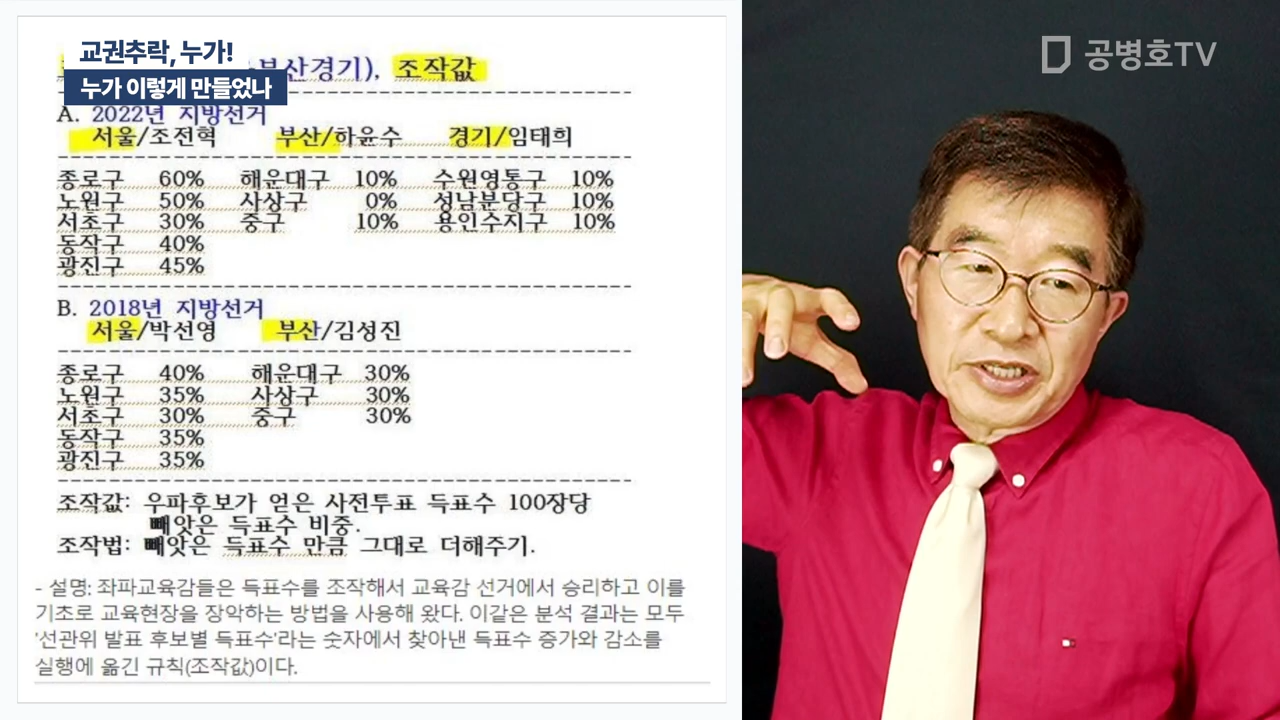 교권추락, 누가!
누가 이렇게 만들었나
부산경기), 조작값
공병호TV
A. 2022년 지방선거
서울/조전혁 부산/하윤수 경기/임태희
종로구 60% 해운대구 10% 수원영통구 10%
노원구 50% 사상구 0% 성남분당구 10%
서초구 30% 중구 10% 용인수지구 10%
동작구 40%
광진구 45%
B. 2018년 지방선거
서울/박선영 부산/김성진
종로구 40% 해운대구 30%
노원구 35% 사상구 30%
서초구 30% 중구 30%
동작구 35%
광진구 35%
조작값: 우파후보가 얻은 사전투표 득표수 100장당
빼앗은 득표수 비중.
조작법: 빼앗은 득표수 만큼 그대로 더해주기.
- 설명: 좌파교육감들은 득표수를 조작해서 교육감 선거에서 승리하고 이를
기초로 교육현장을 장악하는 방법을 사용해 왔다. 이같은 분석 결과는 모두
'선관위 발표 후보별 득표수'라는 숫자에서 찾아낸 득표수 증가와 감소를
실행에 옮긴 규칙(조작값)이다.